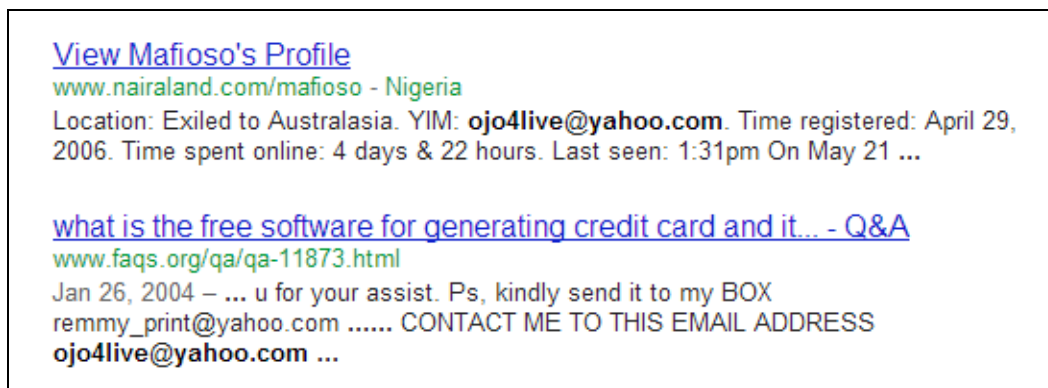 View Mafioso's Profile
www.nairaland.com/mafioso - Nigeria
Location: Exiled to Australasia. YIM: ojo4live@yahoo.com. Time registered: April 29,
2006. Time spent online: 4 days & 22 hours. Last seen: 1:31pm On May 21 ...
what is the free software for generating credit card and it... - Q&A
www.faqs.org/qa/qa-11873.html
Jan 26, 2004 – ... u for your assist. Ps, kindly send it to my BOX
remmy_print@yahoo.com ...... CONTACT ME TO THIS EMAIL ADDRESS
ojo4live@yahoo.com ...